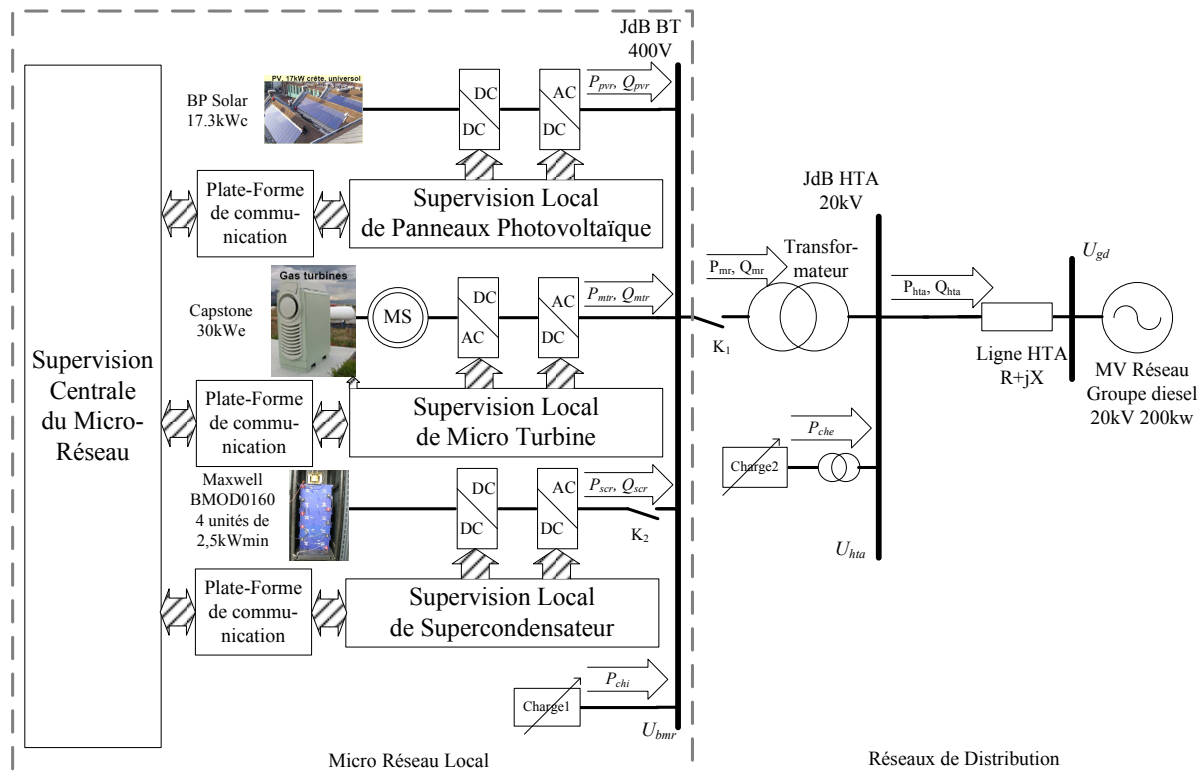 JdB BT
400V
PV, 17kW crête, universol
BP Solar
17.3kWc
DC
DC
AC
DC
Ppvr, Qpvr
Plate-Forme
de commu-
nication
Supervision Local
de Panneaux Photovoltaïque
Gas turbines
Capstone
30kWe
MS
DC
AC
AC
DC
Pmtr, Qmtr
K1
Pmr, Qmr
Transfor-
mateur
JdB HTA
20kV
Phta, Qhta
Ligne HTA
R+jX
Ugd
MV Réseau
Groupe diesel
20kV 200kw
Supervision
Centrale
du Micro-
Réseau
Plate-Forme
de commu-
nication
Supervision Local
de Micro Turbine
Maxwell
BMOD0160
4 unités de
2,5kWmin
DC
DC
AC
DC
Pscr, Qscr
K2
Pche
Charge2
Uhta
Plate-Forme
de commu-
nication
Supervision Local
de Supercondensateur
Pchi
Charge1
Ubmr
Micro Réseau Local
Réseaux de Distribution